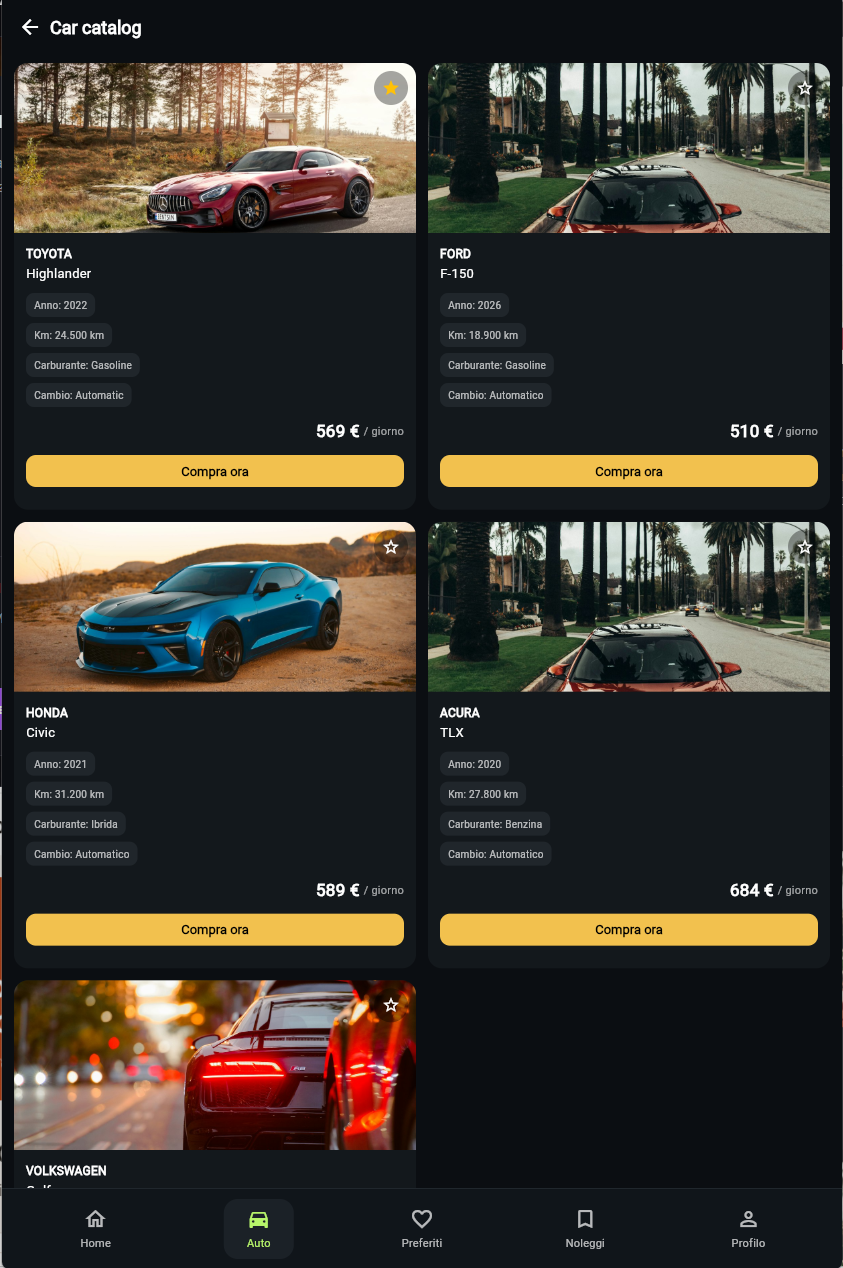 Car catalog
TOYOTA
Highlander
Anno: 2022
Km: 24.500 km
Carburante: Gasoline
Cambio: Automatic
569 € / giorno
Compra ora
FORD
F-150
Anno: 2026
Km: 18.900 km
Carburante: Gasoline
Cambio: Automatico
510 € / giorno
Compra ora
HONDA
Civic
Anno: 2021
Km: 31.200 km
Carburante: Ibrida
Cambio: Automatico
589 € / giorno
Compra ora
ACURA
TLX
Anno: 2020
Km: 27.800 km
Carburante: Benzina
Cambio: Automatico
684 € / giorno
Compra ora
VOLKSWAGEN
Home
Auto
Preferiti
Noleggi
Profilo